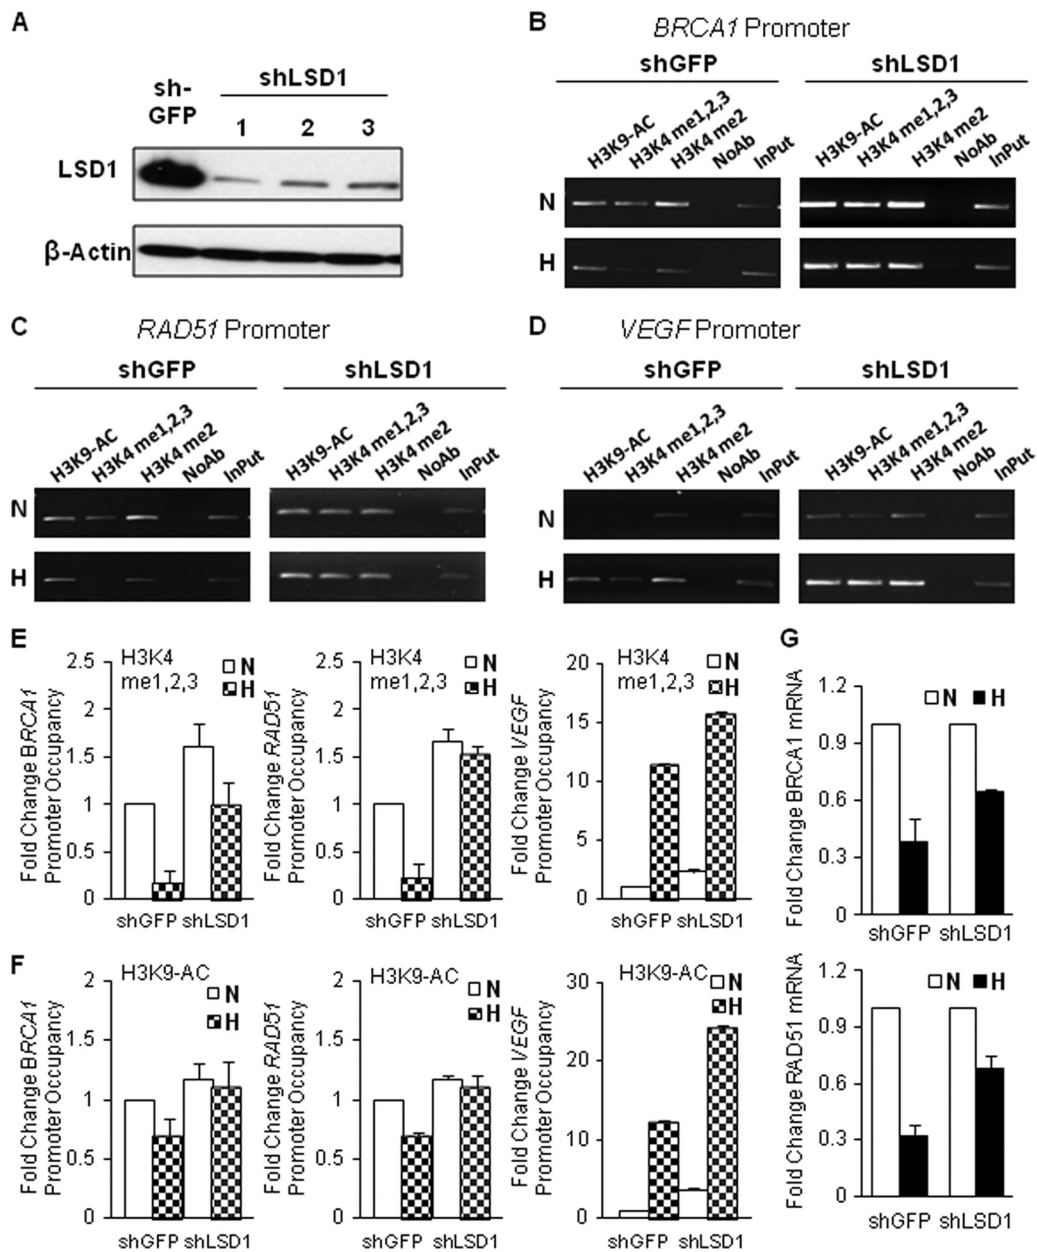 A
sh-
GFP
shLSD1
1 2 3
LSD1
β-Actin
B
BRCA1 Promoter
shGFP shLSD1
H3K9-AC H3K4 me1,2,3 H3K4 me2 NoAb InPut H3K9-AC H3K4 me1,2,3 H3K4 me2 NoAb InPut
N
H
C
RAD51 Promoter
shGFP shLSD1
H3K9-AC H3K4 me1,2,3 H3K4 me2 NoAb InPut H3K9-AC H3K4 me1,2,3 H3K4 me2 NoAb InPut
N
H
D
VEGF Promoter
shGFP shLSD1
H3K9-AC H3K4 me1,2,3 H3K4 me2 NoAb InPut H3K9-AC H3K4 me1,2,3 H3K4 me2 NoAb InPut
N
H
E
Fold Change BRCA1
Promoter Occupancy
2.5
2
1.5
1
0.5
0
H3K4
me1,2,3
N
H
shGFP shLSD1
Fold Change RAD51
Promoter Occupancy
2.5
2
1.5
1
0.5
0
H3K4
me1,2,3
N
H
shGFP shLSD1
Fold Change VEGF
Promoter Occupancy
20
15
10
5
0
H3K4
me1,2,3
N
H
shGFP shLSD1
F
Fold Change BRCA1
Promoter Occupancy
2
1.5
1
0.5
0
H3K9-AC
N
H
shGFP shLSD1
Fold Change RAD51
Promoter Occupancy
2
1.5
1
0.5
0
H3K9-AC
N
H
shGFP shLSD1
Fold Change VEGF
Promoter Occupancy
30
20
10
0
H3K9-AC
N
H
shGFP shLSD1
G
Fold Change BRCA1 mRNA
1.2
0.9
0.6
0.3
0
N H
shGFP shLSD1
Fold Change RAD51 mRNA
1.2
0.9
0.6
0.3
0
N H
shGFP shLSD1